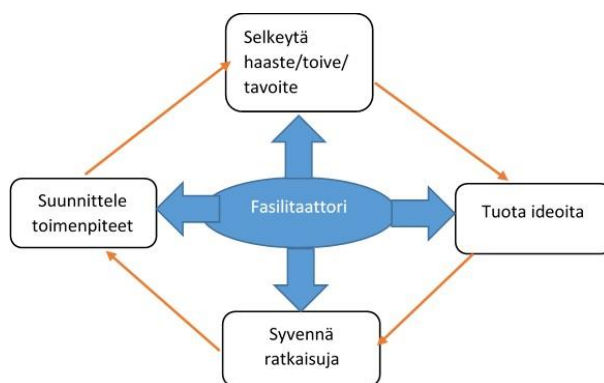 Selkeytä
haaste/toive/
tavoite
Suunnittele
toimenpiteet
Fasilitaattori
Tuota ideoita
Syvennä
ratkaisuja